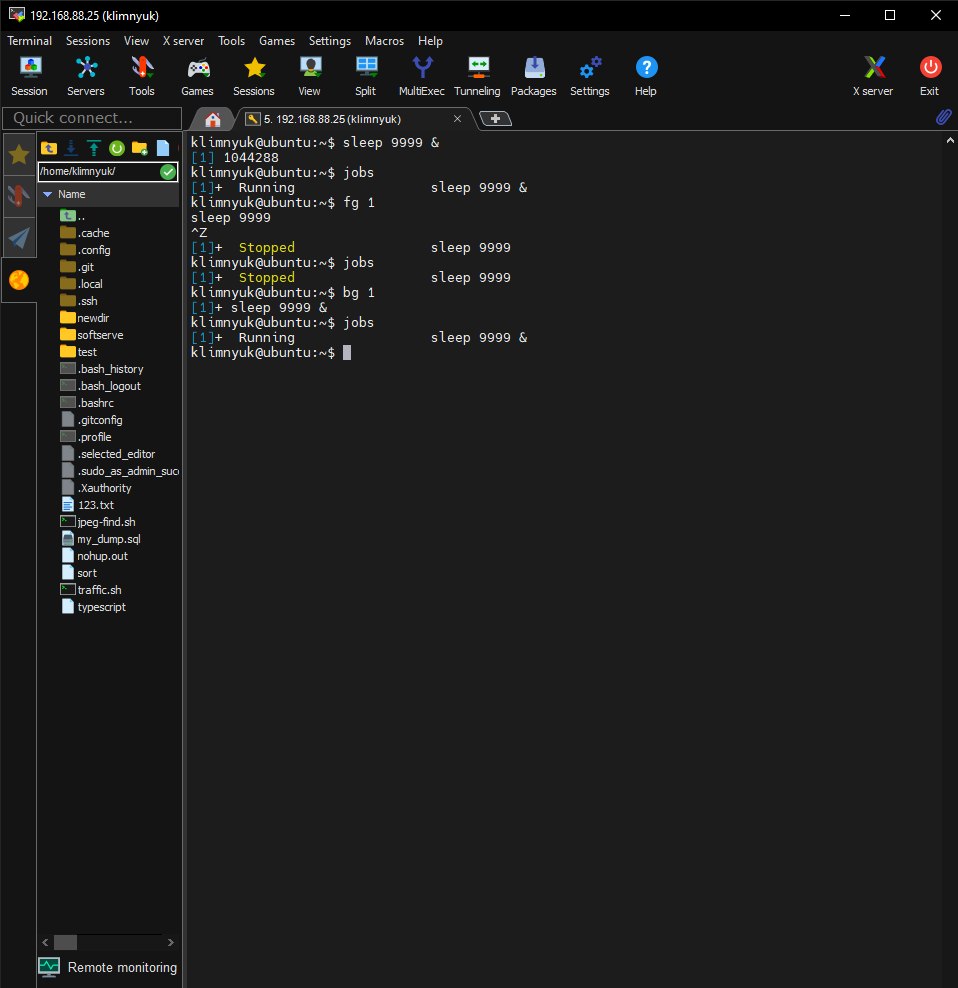 192.168.88.25 (klimnyuk)
Terminal Sessions View X server Tools Games Settings Macros Help
Session Servers Tools Games Sessions View Split MultiExec Tunneling Packages Settings Help X server Exit
Quick connect...
5. 192.168.88.25 (klimnyuk)
/home/klimnyuk/
Name
..
.cache
.config
.git
.local
.ssh
newdir
softserve
test
.bash_history
.bash_logout
.bashrc
.gitconfig
.profile
.selected_editor
.sudo_as_admin_suc
.Xauthority
123.txt
jpeg-find.sh
my_dump.sql
nohup.out
sort
traffic.sh
typescript
Remote monitoring
klimnyuk@ubuntu:~$ sleep 9999 &
[1] 1044288
klimnyuk@ubuntu:~$ jobs
[1]+  Running                 sleep 9999 &
klimnyuk@ubuntu:~$ fg 1
sleep 9999
^Z
[1]+  Stopped                 sleep 9999
klimnyuk@ubuntu:~$ jobs
[1]+  Stopped                 sleep 9999
klimnyuk@ubuntu:~$ bg 1
[1]+ sleep 9999 &
klimnyuk@ubuntu:~$ jobs
[1]+  Running                 sleep 9999 &
klimnyuk@ubuntu:~$